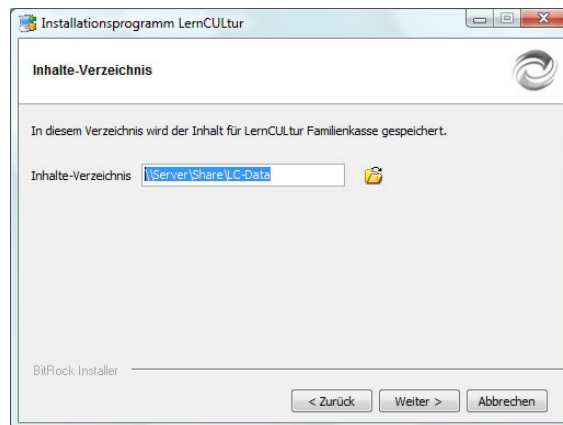 Installationsprogramm LernCULtur
Inhalte-Verzeichnis
In diesem Verzeichnis wird der Inhalt für LernCULtur Familienkasse gespeichert.
Inhalte-Verzeichnis \\Server\Share\LC-Data
BitRock Installer
< Zurück Weiter > Abbrechen